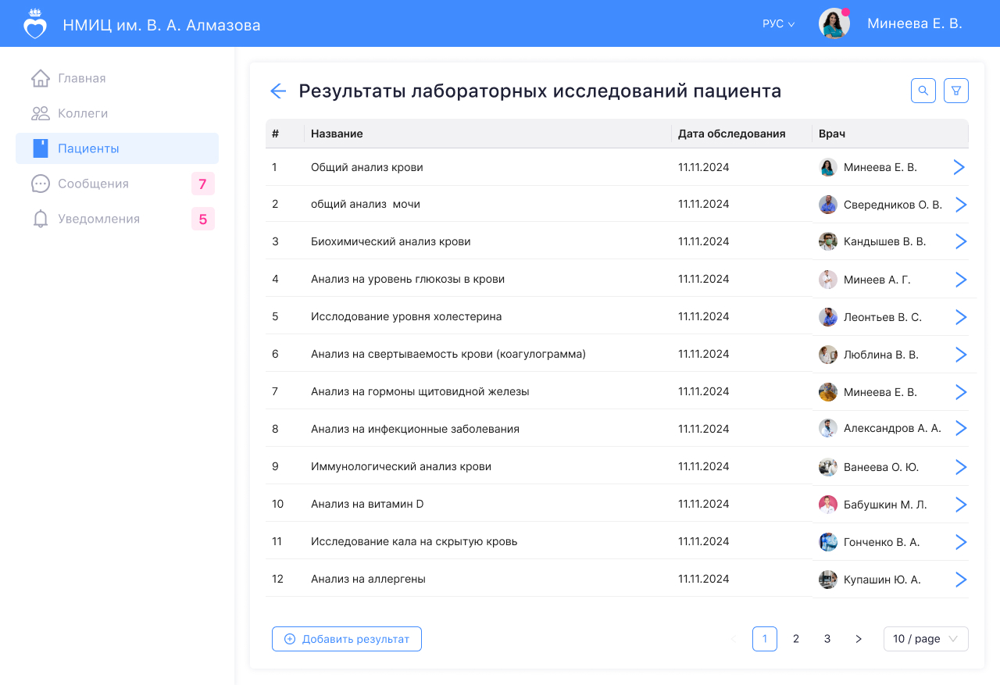 НМИЦ им. В. А. Алмазова
РУС
Минеева Е. В.
Главная
Коллеги
Пациенты
Сообщения 7
Уведомления 5
Результаты лабораторных исследований пациента
# Название Дата обследования Врач
1 Общий анализ крови 11.11.2024 Минеева Е. В.
2 общий анализ  мочи 11.11.2024 Свередников О. В.
3 Биохимический анализ крови 11.11.2024 Кандышев В. В.
4 Анализ на уровень глюкозы в крови 11.11.2024 Минеев А. Г.
5 Исслодование уровня холестерина 11.11.2024 Леонтьев В. С.
6 Анализ на свертываемость крови (коагулограмма) 11.11.2024 Люблина В. В.
7 Анализ на гормоны щитовидной железы 11.11.2024 Минеева Е. В.
8 Анализ на инфекционные заболевания 11.11.2024 Александров А. А.
9 Иммунологический анализ крови 11.11.2024 Ванеева О. Ю.
10 Анализ на витамин D 11.11.2024 Бабушкин М. Л.
11 Исследование кала на скрытую кровь 11.11.2024 Гонченко В. А.
12 Анализ на аллергены 11.11.2024 Купашин Ю. А.
Добавить результат
1 2 3
10 / page